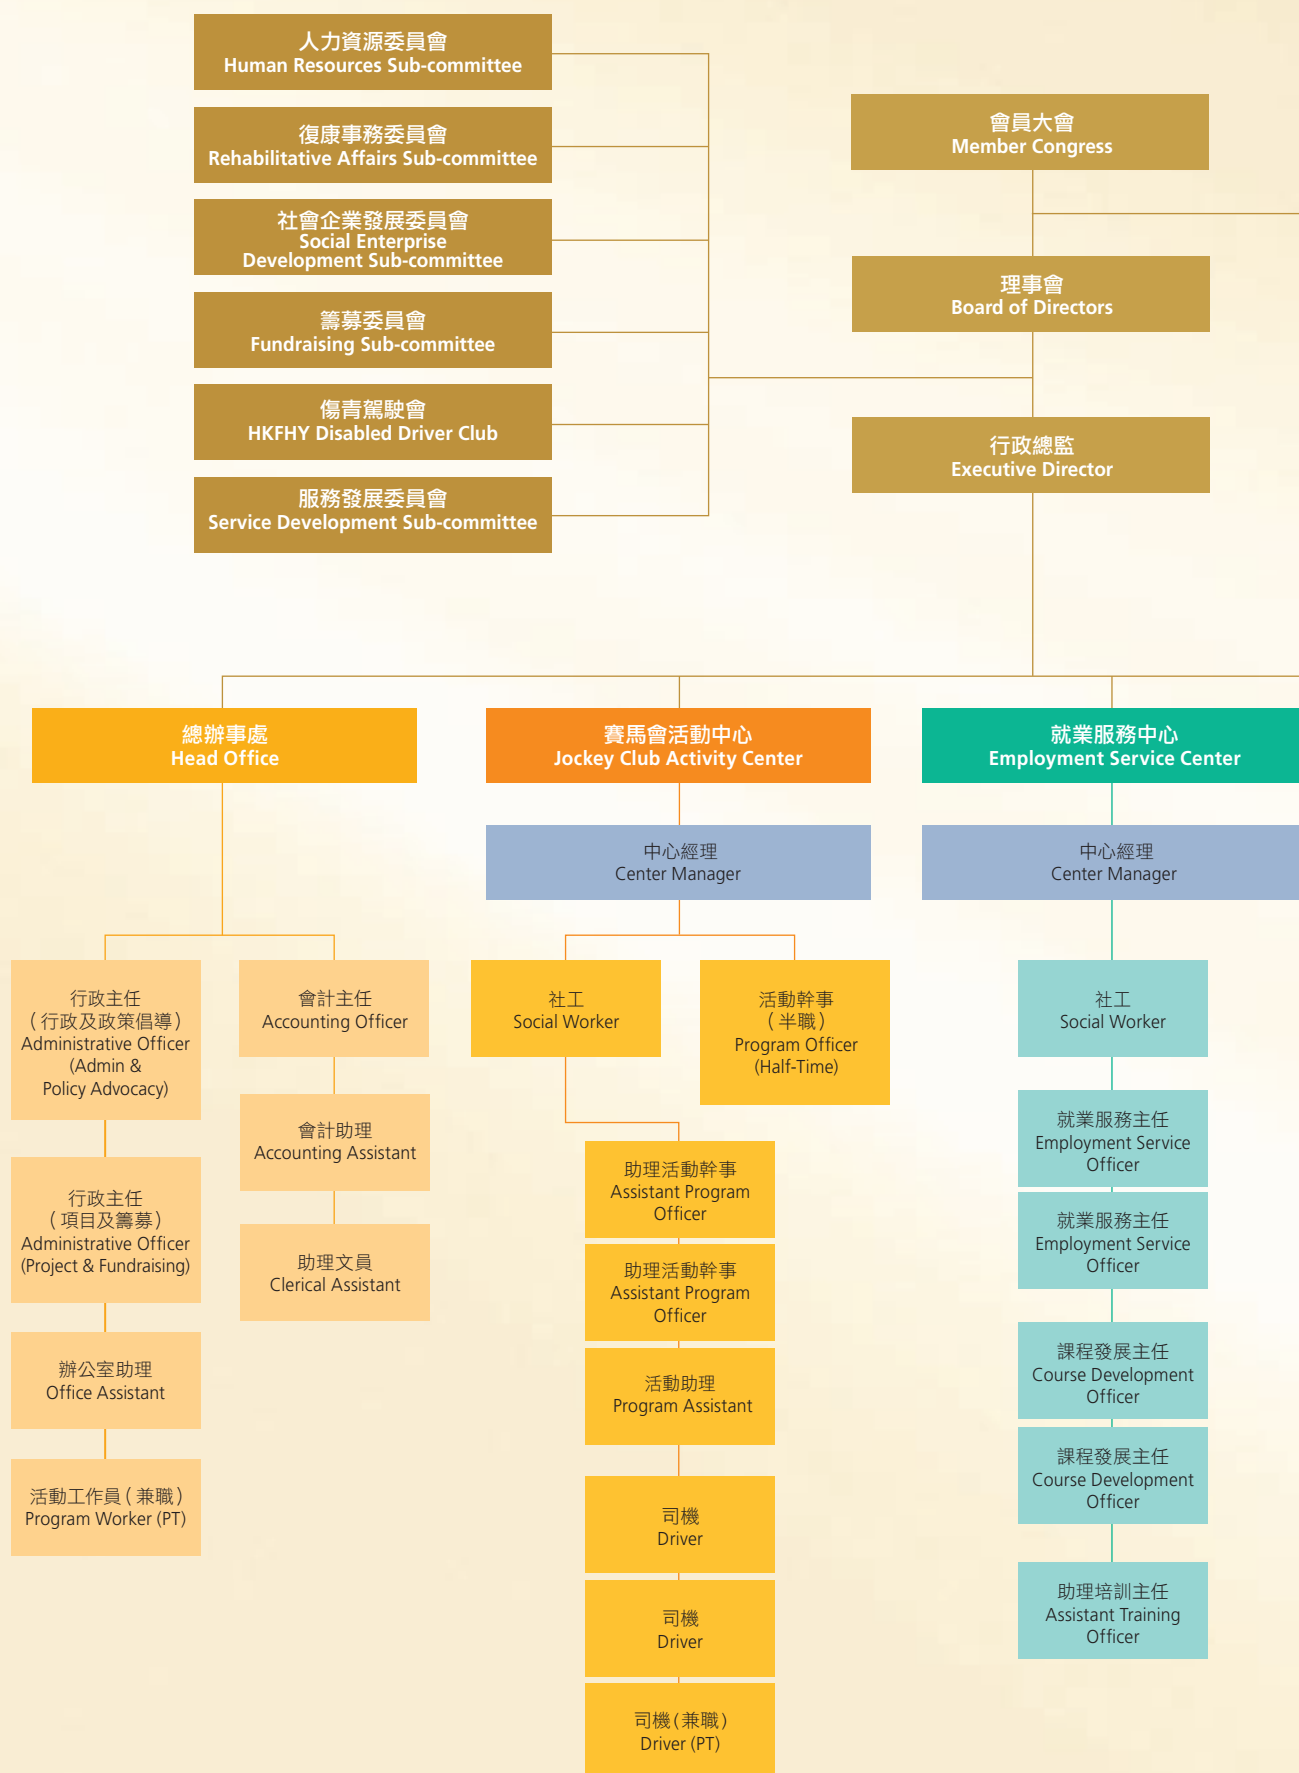 人力資源委員會
Human Resources Sub-committee
復康事務委員會
Rehabilitative Affairs Sub-committee
社會企業發展委員會
Social Enterprise
Development Sub-committee
籌募委員會
Fundraising Sub-committee
傷青駕駛會
HKFHY Disabled Driver Club
服務發展委員會
Service Development Sub-committee
會員大會
Member Congress
理事會
Board of Directors
行政總監
Executive Director
總辦事處
Head Office
行政主任
（行政及政策倡導）
Administrative Officer
(Admin &
Policy Advocacy)
行政主任
（項目及籌募）
Administrative Officer
(Project & Fundraising)
辦公室助理
Office Assistant
活動工作員（兼職）
Program Worker (PT)
會計主任
Accounting Officer
會計助理
Accounting Assistant
助理文員
Clerical Assistant
賽馬會活動中心
Jockey Club Activity Center
中心經理
Center Manager
社工
Social Worker
活動幹事
（半職）
Program Officer
(Half-Time)
助理活動幹事
Assistant Program
Officer
助理活動幹事
Assistant Program
Officer
活動助理
Program Assistant
司機
Driver
司機
Driver
司機（兼職）
Driver (PT)
就業服務中心
Employment Service Center
中心經理
Center Manager
社工
Social Worker
就業服務主任
Employment Service
Officer
就業服務主任
Employment Service
Officer
課程發展主任
Course Development
Officer
課程發展主任
Course Development
Officer
助理培訓主任
Assistant Training
Officer